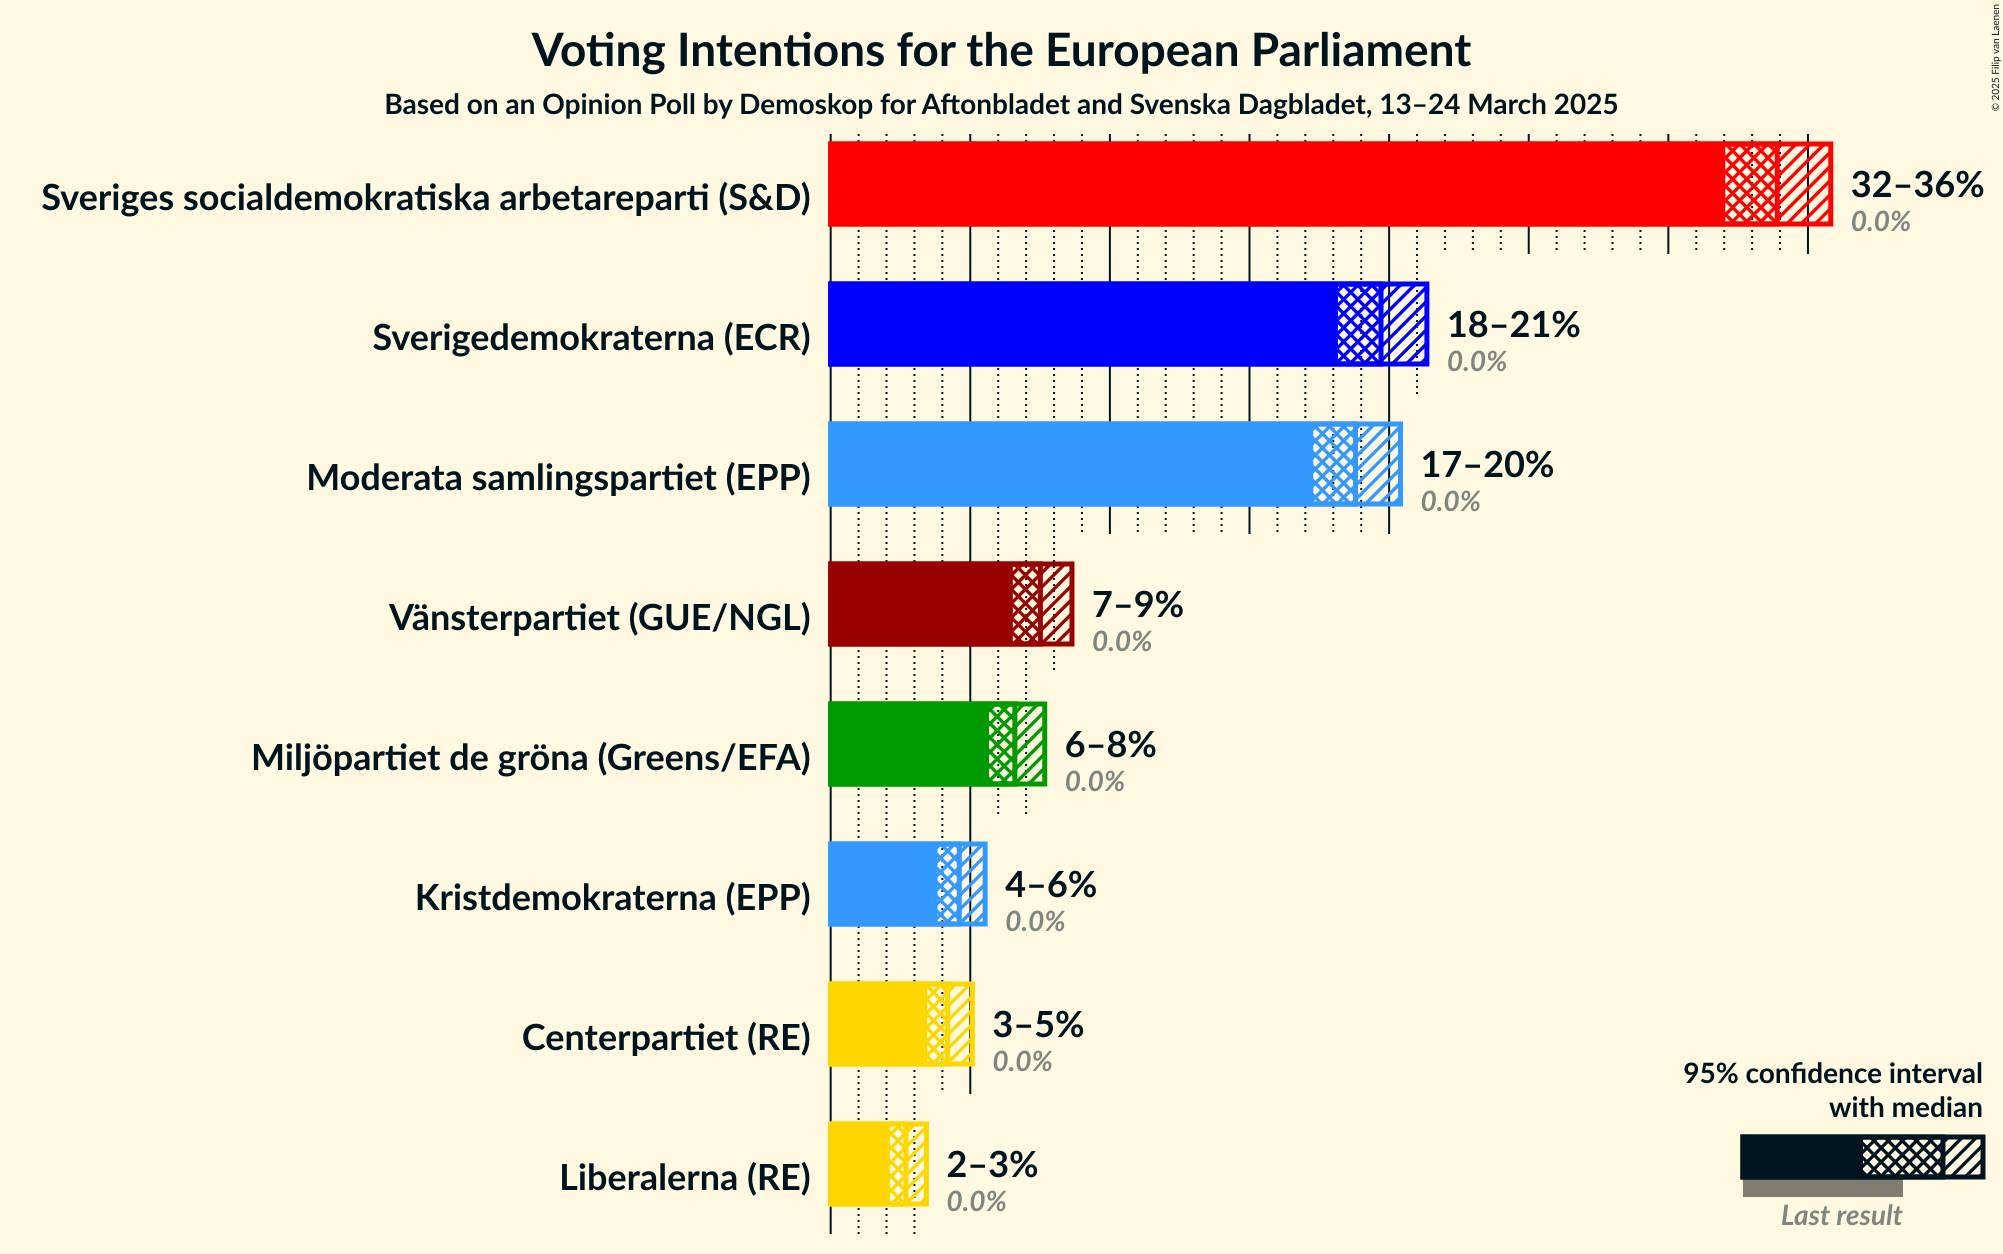 Voting Intentions for the European Parliament
Based on an Opinion Poll by Demoskop for Aftonbladet and Svenska Dagbladet, 13–24 March 2025
© 2025 Filip van Laenen
Sveriges socialdemokratiska arbetareparti (S&D)
32–36%
0.0%
Sverigedemokraterna (ECR)
18–21%
0.0%
Moderata samlingspartiet (EPP)
17–20%
0.0%
Vänsterpartiet (GUE/NGL)
7–9%
0.0%
Miljöpartiet de gröna (Greens/EFA)
6–8%
0.0%
Kristdemokraterna (EPP)
4–6%
0.0%
Centerpartiet (RE)
3–5%
0.0%
Liberalerna (RE)
2–3%
0.0%
95% confidence interval
with median
Last result